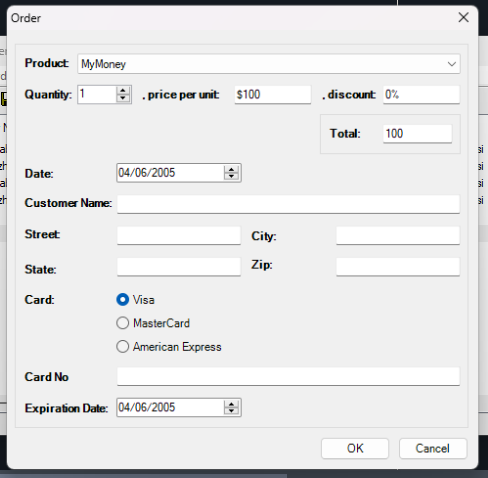 Order
Product: MyMoney
Quantity: 1 , price per unit: $100 , discount: 0%
Total: 100
Date: 04/06/2005
Customer Name:
Street: City:
State: Zip:
Card: Visa
MasterCard
American Express
Card No
Expiration Date: 04/06/2005
OK Cancel